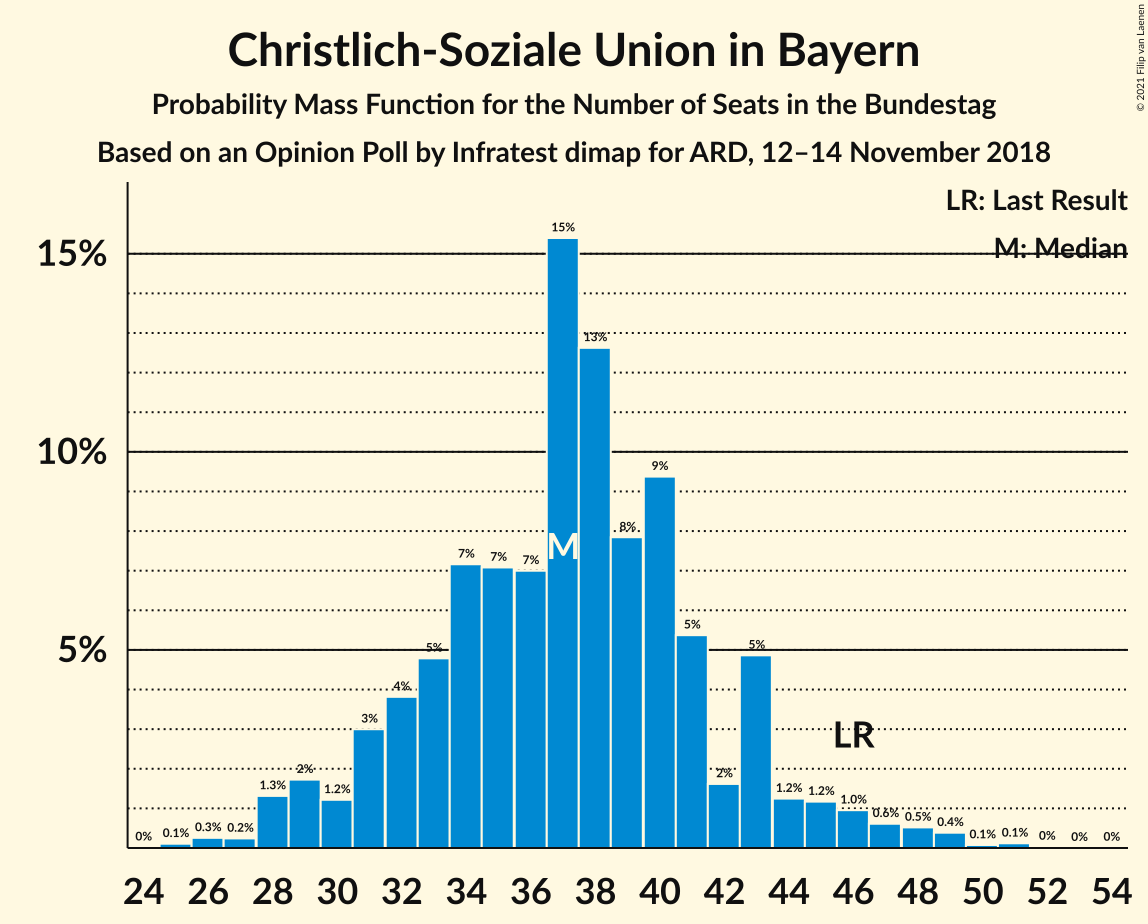 Christlich-Soziale Union in Bayern
Probability Mass Function for the Number of Seats in the Bundestag
Based on an Opinion Poll by Infratest dimap for ARD, 12–14 November 2018
© 2021 Filip van Laenen
LR: Last Result
M: Median
15%
10%
5%
0% 0.1% 0.3% 0.2% 1.3% 2% 1.2% 3% 4% 5% 7% 7% 7% 15% 13% 8% 9% 5% 2% 5% 1.2% 1.2% 1.0% 0.6% 0.5% 0.4% 0.1% 0.1% 0% 0% 0%
M
LR
24 26 28 30 32 34 36 38 40 42 44 46 48 50 52 54